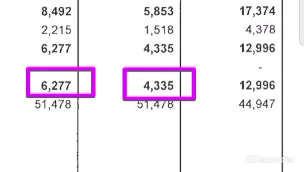 8,492 5,853 17,374
2,215 1,518 4,378
6,277 4,335 12,996
-
6,277 4,335 12,996
51,478 51,478 44,947